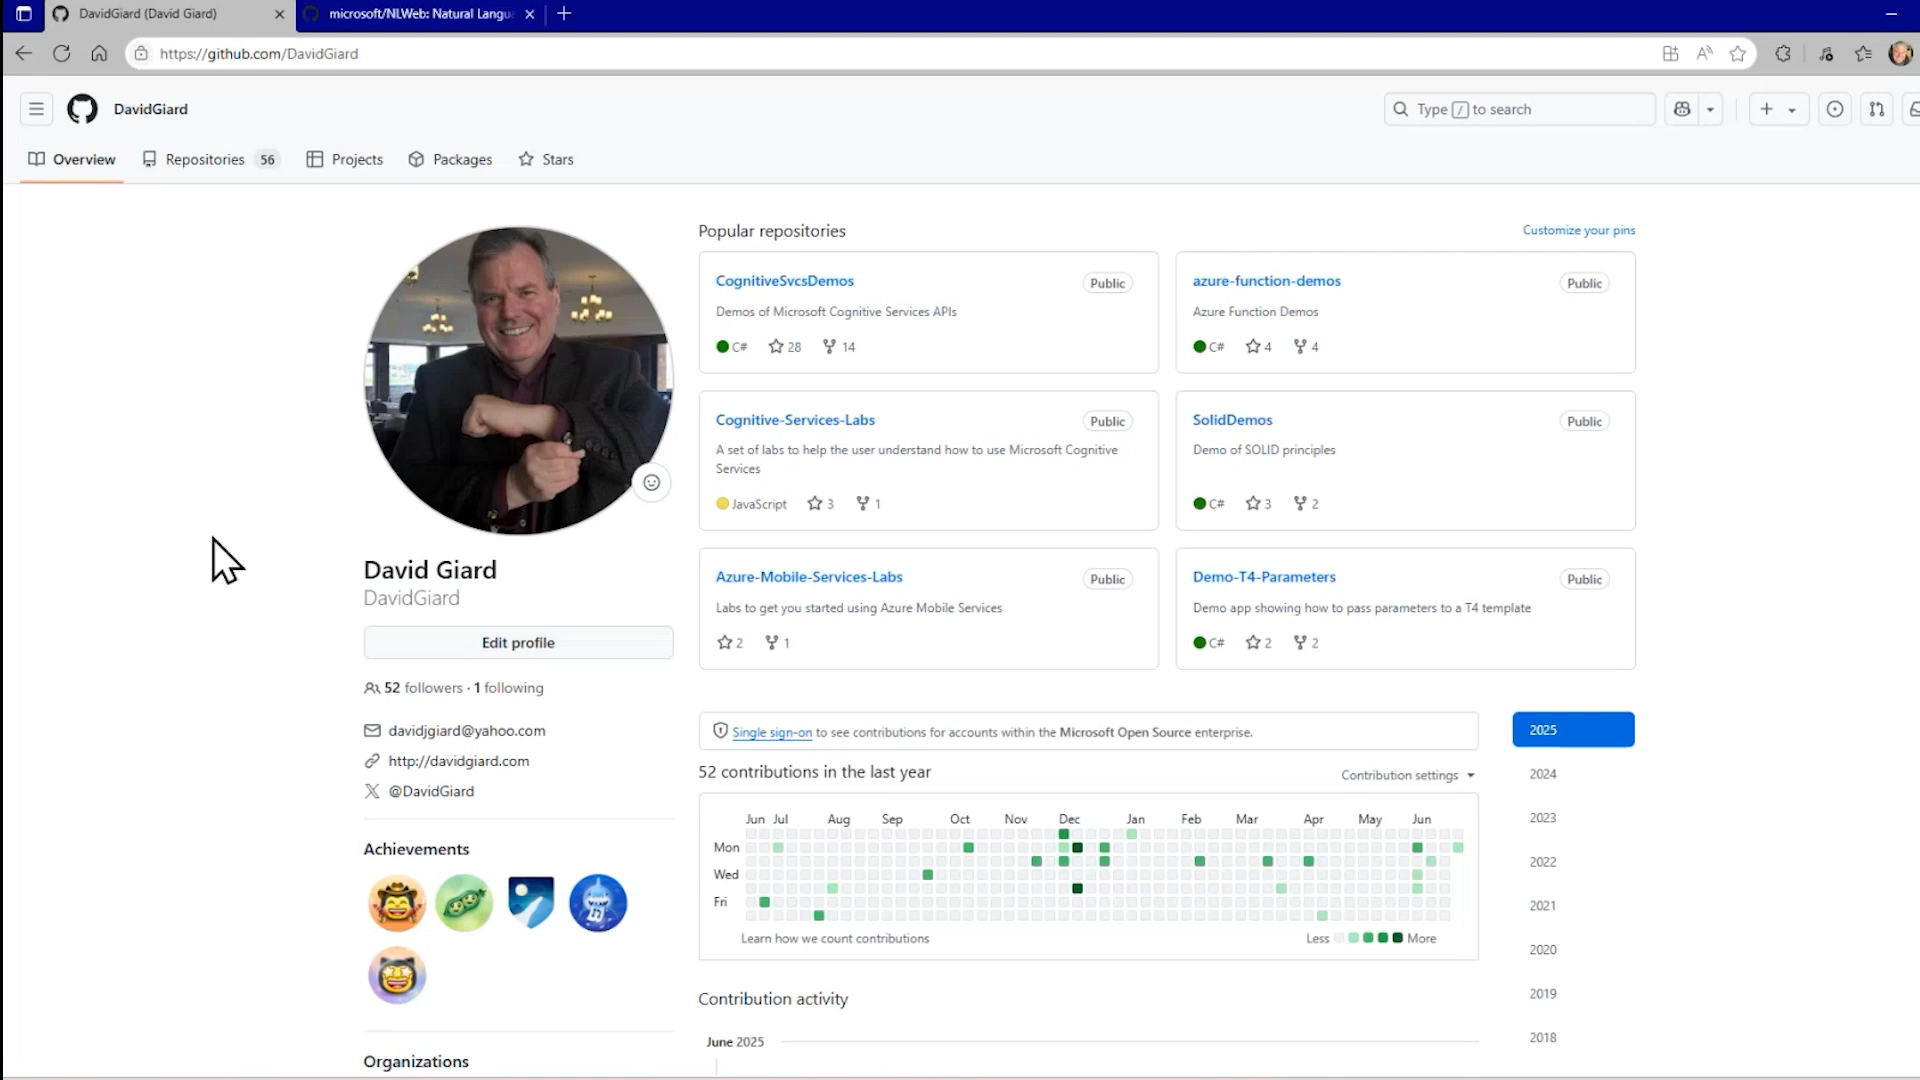 DavidGiard (David Giard)
microsoft/NLWeb: Natural Langu
https://github.com/DavidGiard
DavidGiard
Type / to search
Overview
Repositories 56
Projects
Packages
Stars
Popular repositories
Customize your pins
CognitiveSvcsDemos
Public
Demos of Microsoft Cognitive Services APIs
C# 28 14
azure-function-demos
Public
Azure Function Demos
C# 4 4
Cognitive-Services-Labs
Public
A set of labs to help the user understand how to use Microsoft Cognitive
Services
JavaScript 3 1
SolidDemos
Public
Demo of SOLID principles
C# 3 2
Azure-Mobile-Services-Labs
Public
Labs to get you started using Azure Mobile Services
2 1
Demo-T4-Parameters
Public
Demo app showing how to pass parameters to a T4 template
C# 2 2
David Giard
DavidGiard
Edit profile
52 followers · 1 following
davidjgiard@yahoo.com
http://davidgiard.com
@DavidGiard
Achievements
Organizations
Single sign-on to see contributions for accounts within the Microsoft Open Source enterprise.
52 contributions in the last year
Contribution settings
Jun Jul Aug Sep Oct Nov Dec Jan Feb Mar Apr May Jun
Mon
Wed
Fri
Learn how we count contributions
Less More
Contribution activity
June 2025
2025
2024
2023
2022
2021
2020
2019
2018